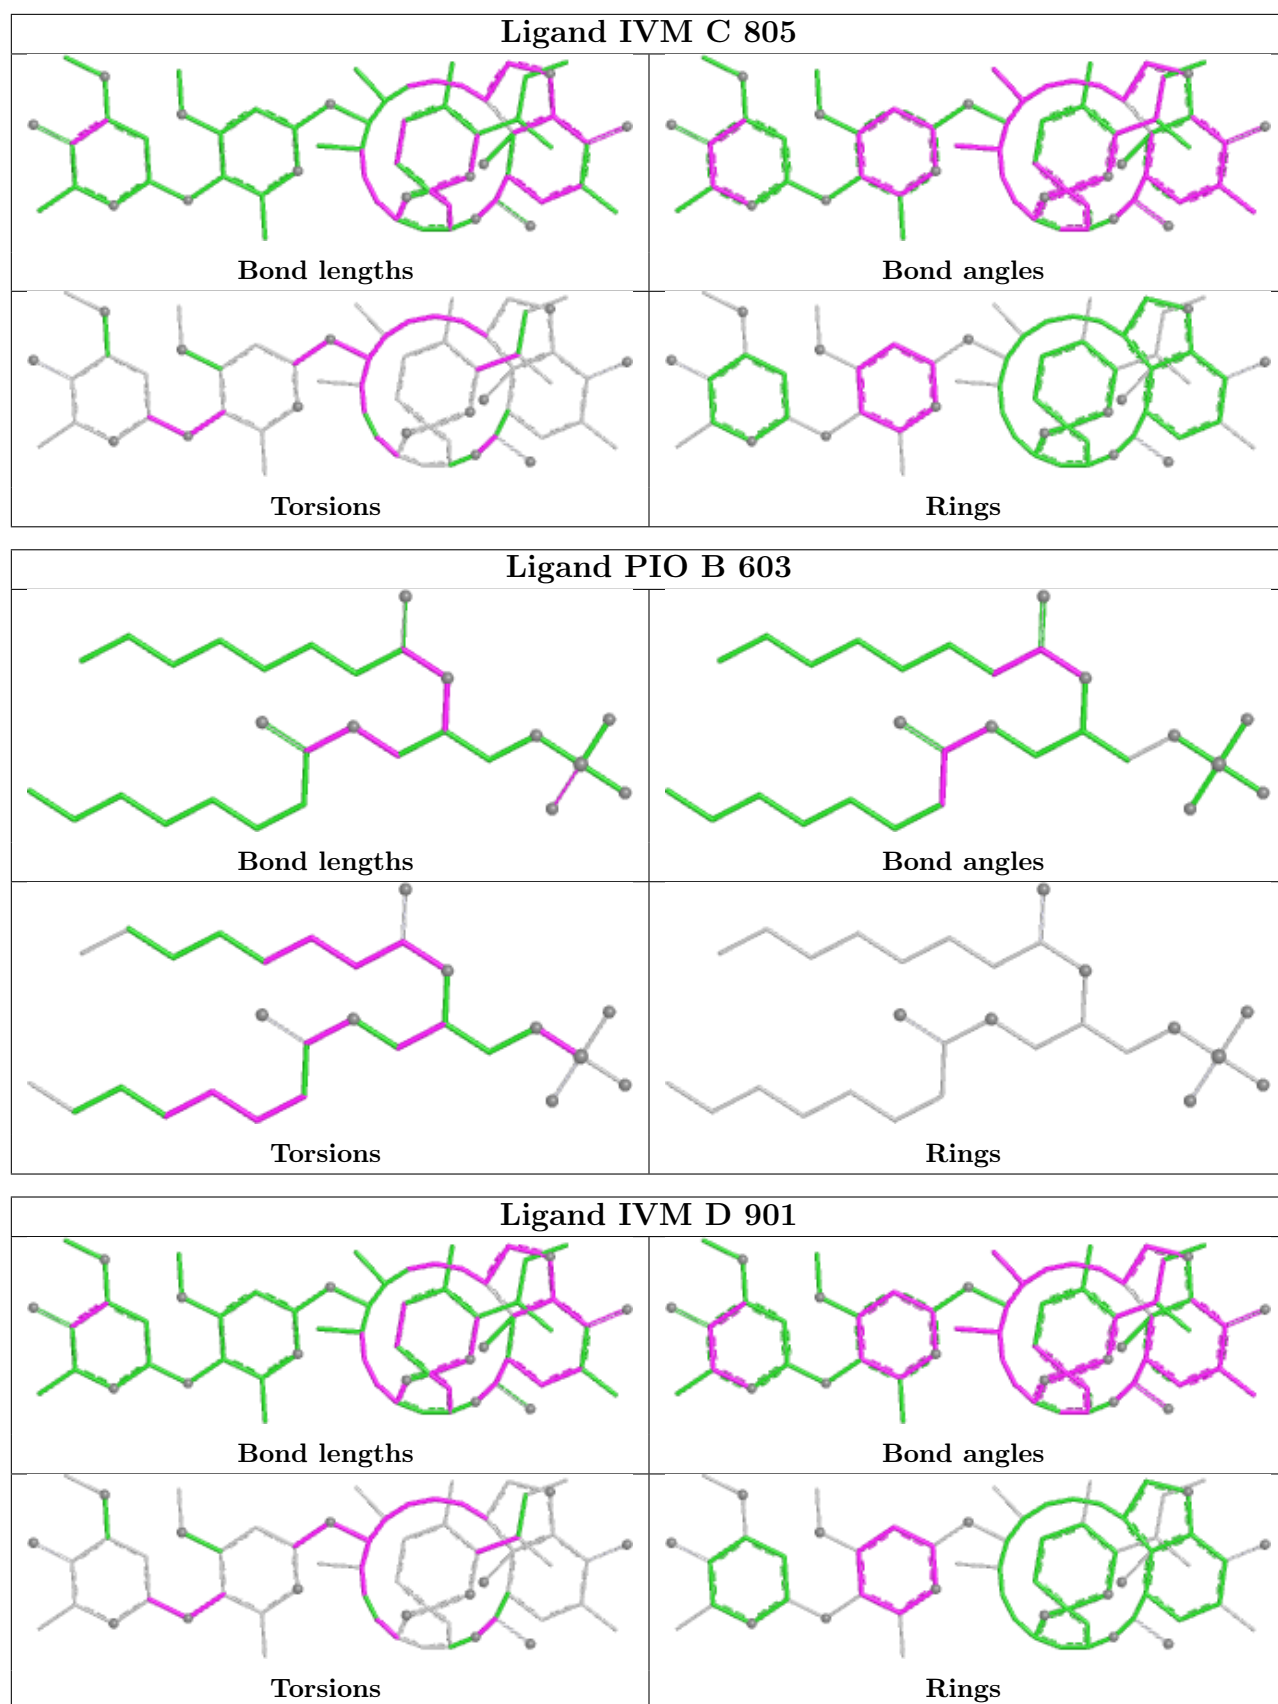 Ligand IVM C 805
Bond lengths
Bond angles
Torsions
Rings
Ligand PIO B 603
Bond lengths
Bond angles
Torsions
Rings
Ligand IVM D 901
Bond lengths
Bond angles
Torsions
Rings